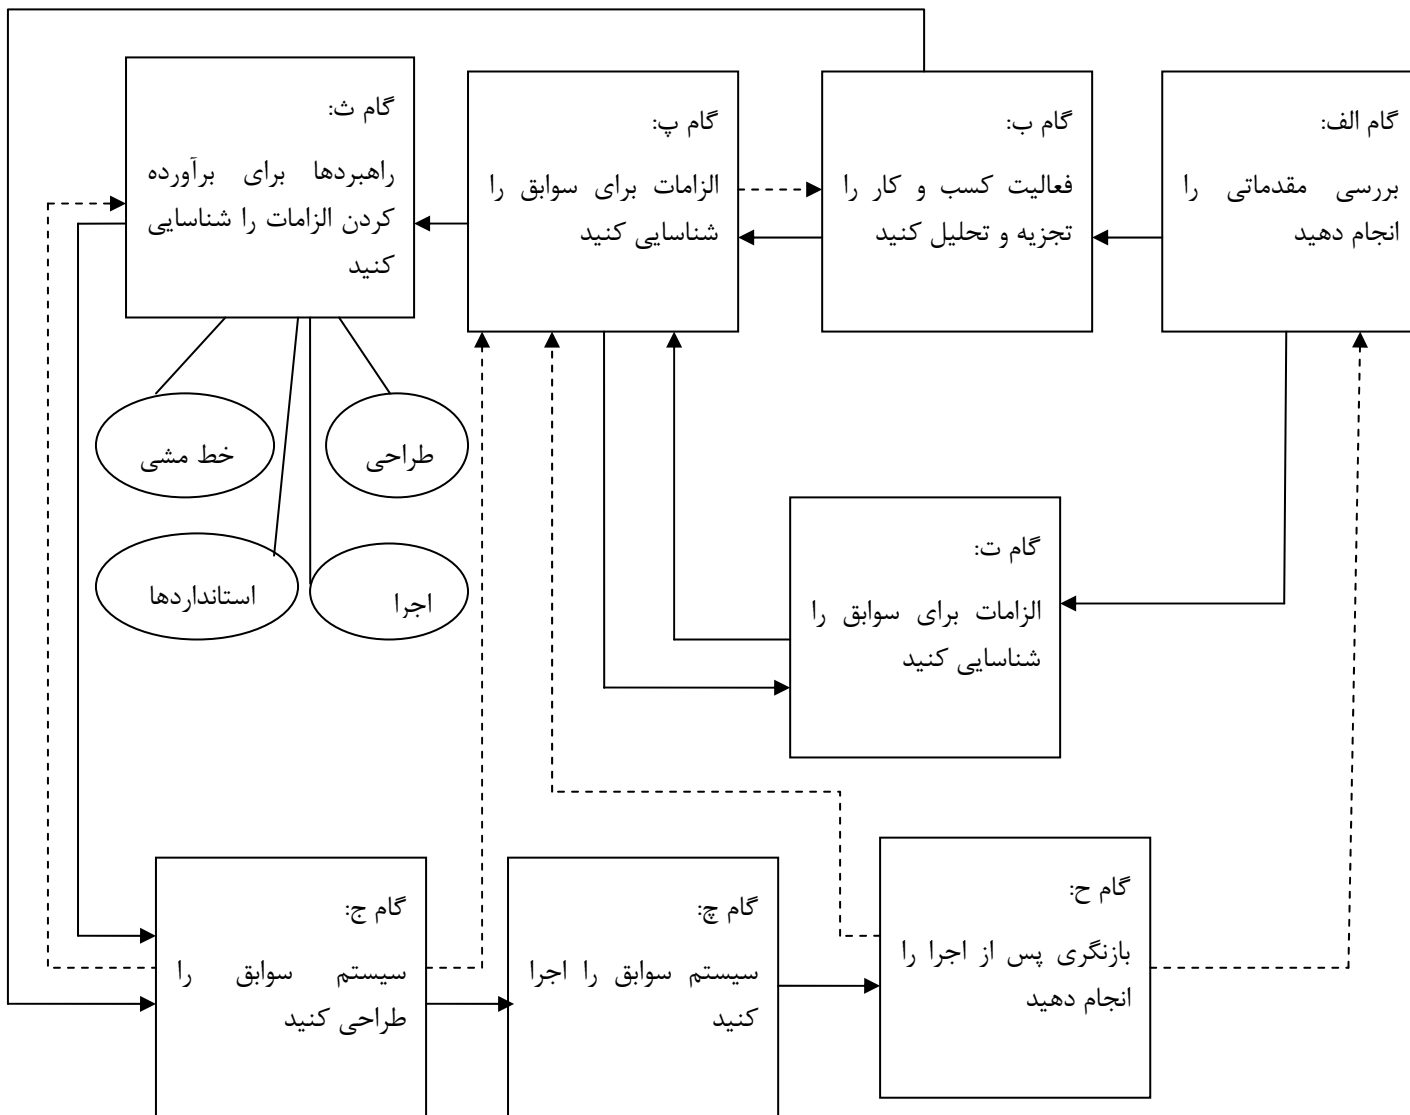 گام الف:
بررسی مقدماتی را
انجام دهید
گام ب:
فعالیت کسب و کار را
تجزیه و تحلیل کنید
گام پ:
الزامات برای سوابق را
شناسایی کنید
گام ث:
راهبردها برای برآورده
کردن الزامات را شناسایی
کنید
طراحی
خط مشی
اجرا
استانداردها
گام ت:
الزامات برای سوابق را
شناسایی کنید
گام ح:
بازنگری پس از اجرا را
انجام دهید
گام چ:
سیستم سوابق را اجرا
کنید
گام ج:
سیستم سوابق را
طراحی کنید